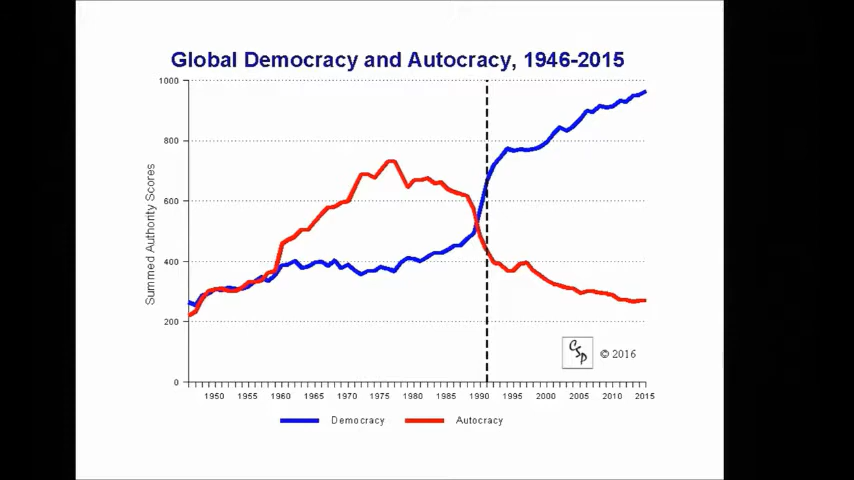 Global Democracy and Autocracy, 1946-2015
Summed Authority Scores
1000
800
600
400
200
0
1950 1955 1960 1965 1970 1975 1980 1985 1990 1995 2000 2005 2010 2015
CSP
© 2016
Democracy Autocracy